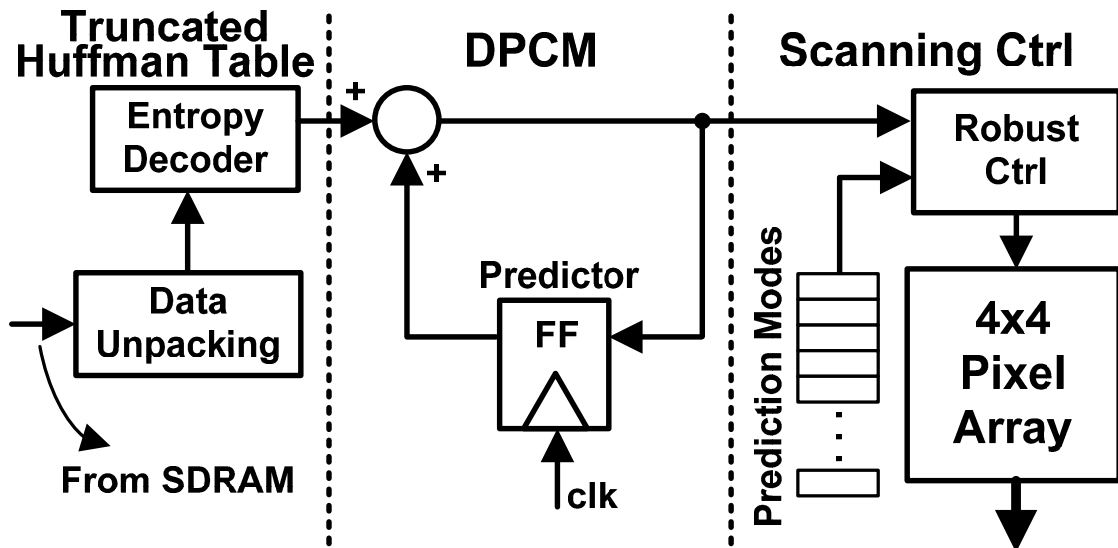 Truncated
Huffman Table
Entropy
Decoder
Data
Unpacking
From SDRAM
DPCM
+
+
Predictor
FF
clk
Scanning Ctrl
Robust
Ctrl
Prediction Modes
4x4
Pixel
Array